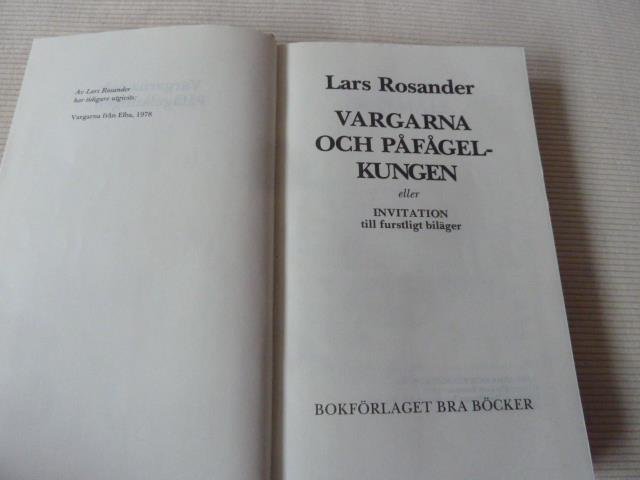 Av Lars Rosander
har tidigare utgivits:
Vargarna från Elba, 1978
Lars Rosander
VARGARNA
OCH PÅFÅGEL-
KUNGEN
eller
INVITATION
till furstligt biläger
BOKFÖRLAGET BRA BÖCKER